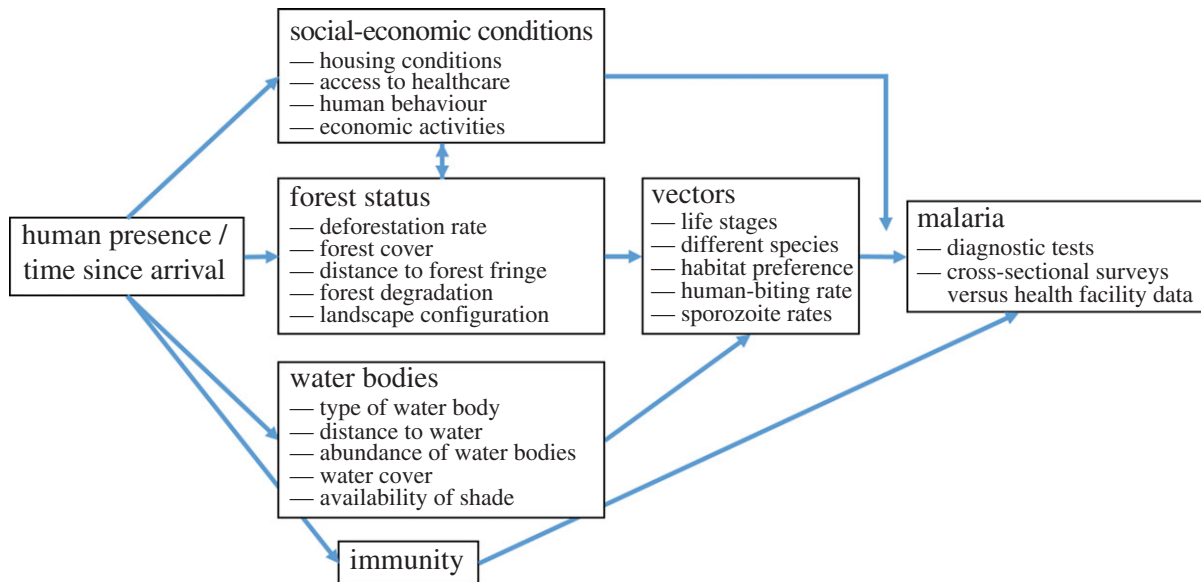 social-economic conditions
— housing conditions
— access to healthcare
— human behaviour
— economic activities
human presence /
time since arrival
forest status
— deforestation rate
— forest cover
— distance to forest fringe
— forest degradation
— landscape configuration
vectors
— life stages
— different species
— habitat preference
— human-biting rate
— sporozoite rates
malaria
— diagnostic tests
— cross-sectional surveys
versus health facility data
water bodies
— type of water body
— distance to water
— abundance of water bodies
— water cover
— availability of shade
immunity